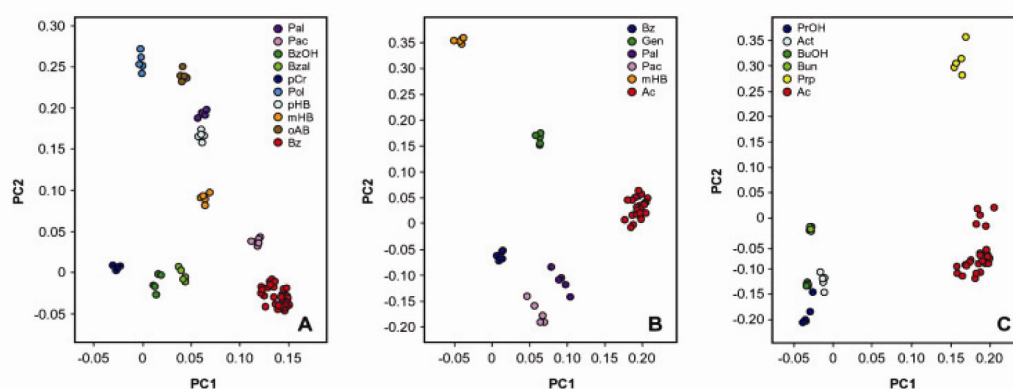 0.30
0.25
0.20
0.15
0.10
0.05
0
-0.05
PC2
-0.05
0
0.05
0.10
0.15
PC1
Pal
Pac
BzOH
Bzal
pCr
Pol
pHB
mHB
oAB
Bz
A
0.35
0.30
0.25
0.20
0.15
0.10
0.05
0
-0.05
-0.10
-0.15
-0.20
PC2
-0.05
0
0.05
0.10
0.15
0.20
PC1
Bz
Gen
Pal
Pac
mHB
Ac
B
0.35
0.30
0.25
0.20
0.15
0.10
0.05
0
-0.05
-0.10
-0.15
-0.20
PC2
-0.05
0
0.05
0.10
0.15
0.20
PC1
PrOH
Act
BuOH
Bun
Prp
Ac
C